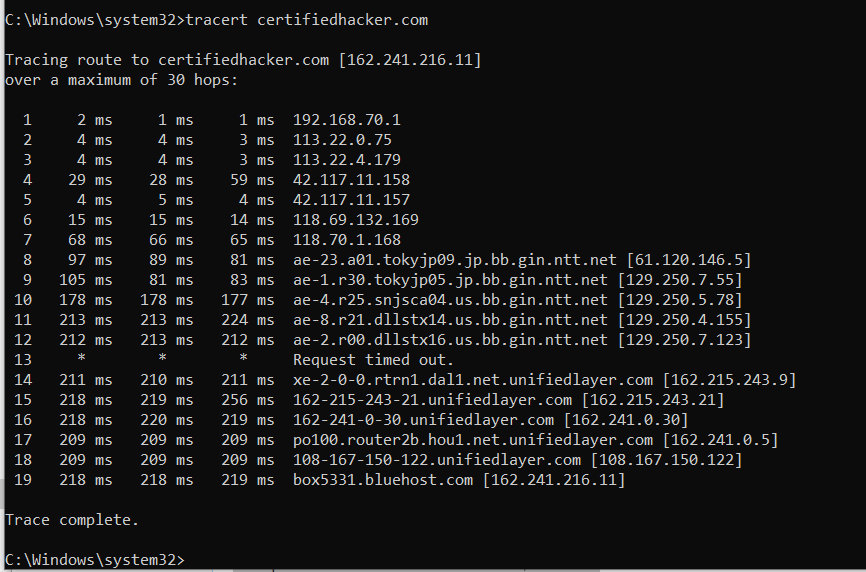 C:\Windows\system32>tracert certifiedhacker.com
Tracing route to certifiedhacker.com [162.241.216.11]
over a maximum of 30 hops:
1 2 ms 1 ms 1 ms 192.168.70.1
2 4 ms 4 ms 3 ms 113.22.0.75
3 4 ms 4 ms 3 ms 113.22.4.179
4 29 ms 28 ms 59 ms 42.117.11.158
5 4 ms 5 ms 4 ms 42.117.11.157
6 15 ms 15 ms 14 ms 118.69.132.169
7 68 ms 66 ms 65 ms 118.70.1.168
8 97 ms 89 ms 81 ms ae-23.a01.tokyjp09.jp.bb.gin.ntt.net [61.120.146.5]
9 105 ms 81 ms 83 ms ae-1.r30.tokyjp05.jp.bb.gin.ntt.net [129.250.7.55]
10 178 ms 178 ms 177 ms ae-4.r25.snjsca04.us.bb.gin.ntt.net [129.250.5.78]
11 213 ms 213 ms 224 ms ae-8.r21.dllstx14.us.bb.gin.ntt.net [129.250.4.155]
12 212 ms 213 ms 212 ms ae-2.r00.dllstx16.us.bb.gin.ntt.net [129.250.7.123]
13 * * * Request timed out.
14 211 ms 210 ms 211 ms xe-2-0-0.rtrn1.dal1.net.unifiedlayer.com [162.215.243.9]
15 218 ms 219 ms 256 ms 162-215-243-21.unifiedlayer.com [162.215.243.21]
16 218 ms 220 ms 219 ms 162-241-0-30.unifiedlayer.com [162.241.0.30]
17 209 ms 209 ms 209 ms po100.router2b.hou1.net.unifiedlayer.com [162.241.0.5]
18 209 ms 209 ms 209 ms 108-167-150-122.unifiedlayer.com [108.167.150.122]
19 218 ms 218 ms 219 ms box5331.bluehost.com [162.241.216.11]
Trace complete.
C:\Windows\system32>